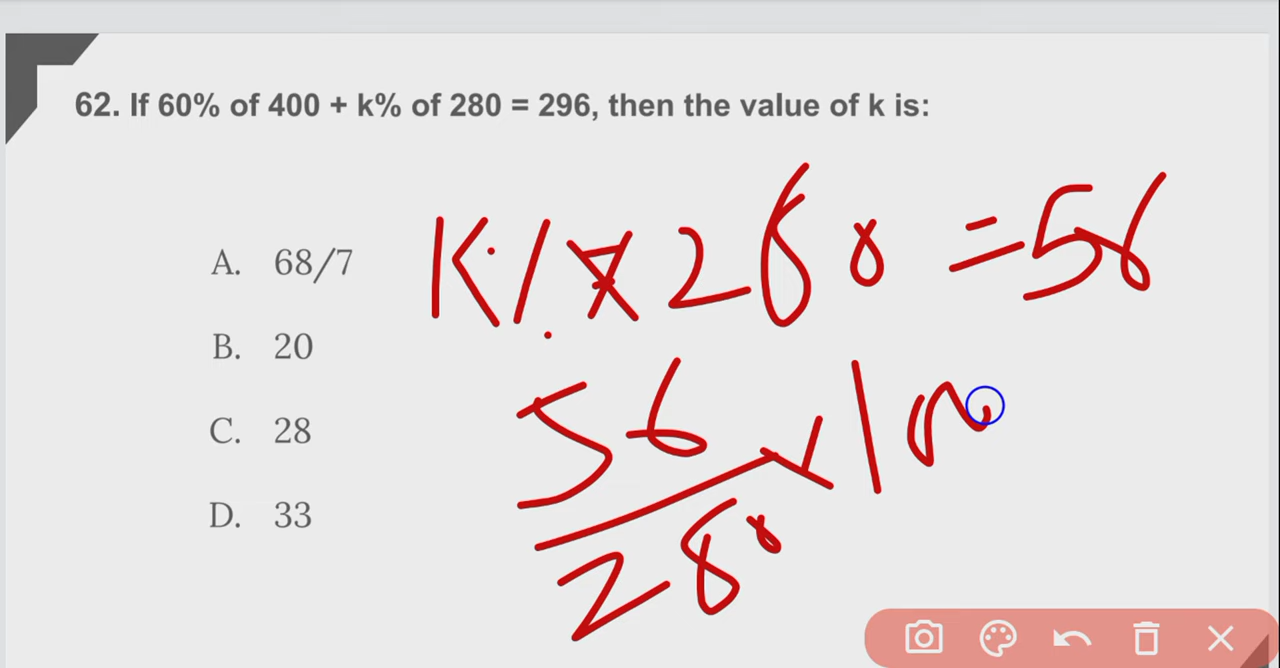 62. If 60% of 400 + k% of 280 = 296, then the value of k is:
A. 68/7
B. 20
C. 28
D. 33
K% x 280 = 56
56
280
x 100